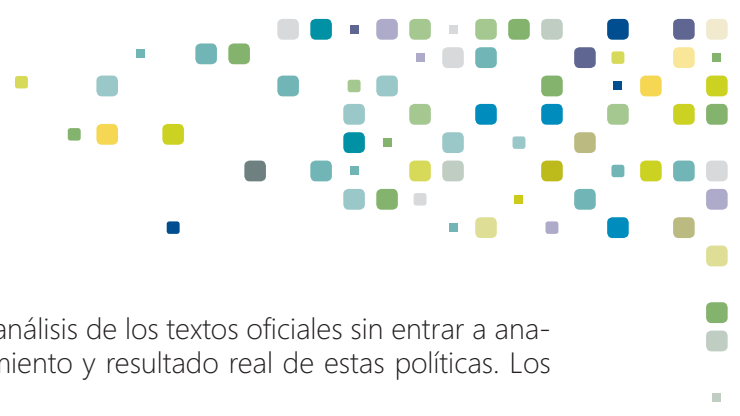 análisis de los textos oficiales sin entrar a ana-
miento y resultado real de estas políticas. Los